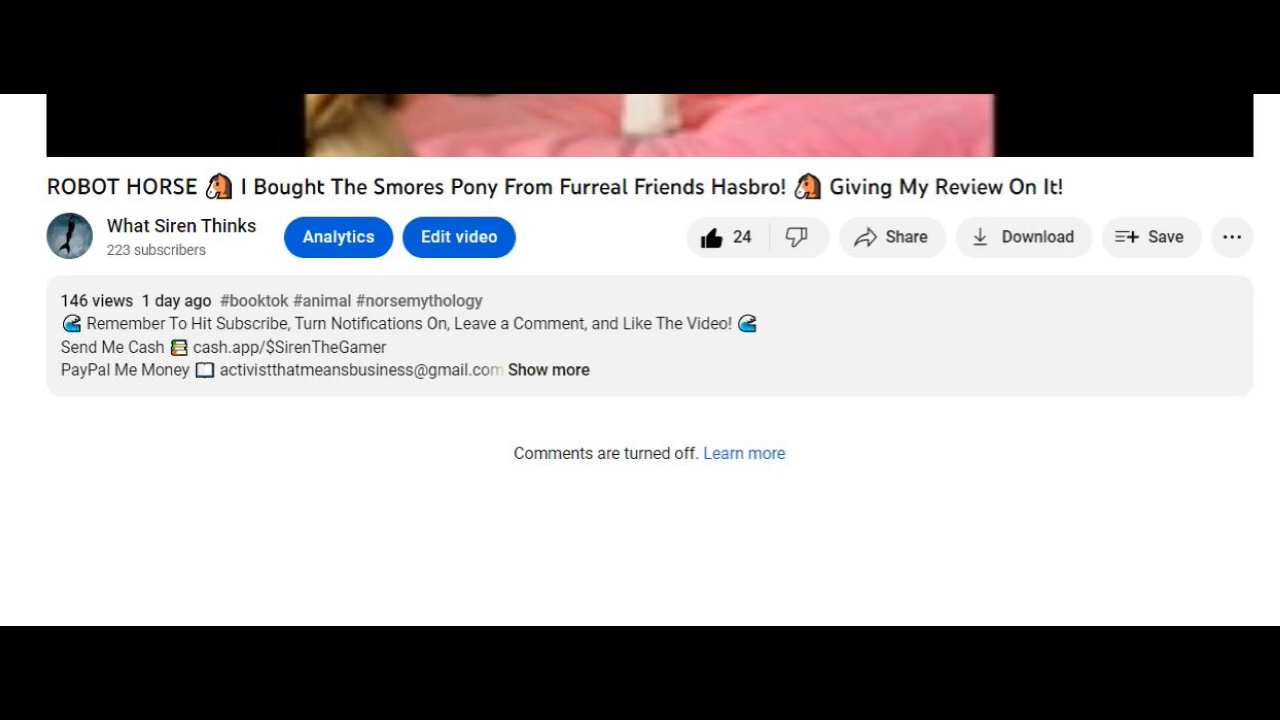 ROBOT HORSE 🐴 I Bought The Smores Pony From Furreal Friends Hasbro! 🐴 Giving My Review On It!
What Siren Thinks
223 subscribers
Analytics
Edit video
24
Share
Download
Save
146 views 1 day ago #booktok #animal #norsemythology
🌊 Remember To Hit Subscribe, Turn Notifications On, Leave a Comment, and Like The Video! 🌊
Send Me Cash 📚 cash.app/$SirenTheGamer
PayPal Me Money 📖 activistthatmeansbusiness@gmail.com Show more
Comments are turned off. Learn more